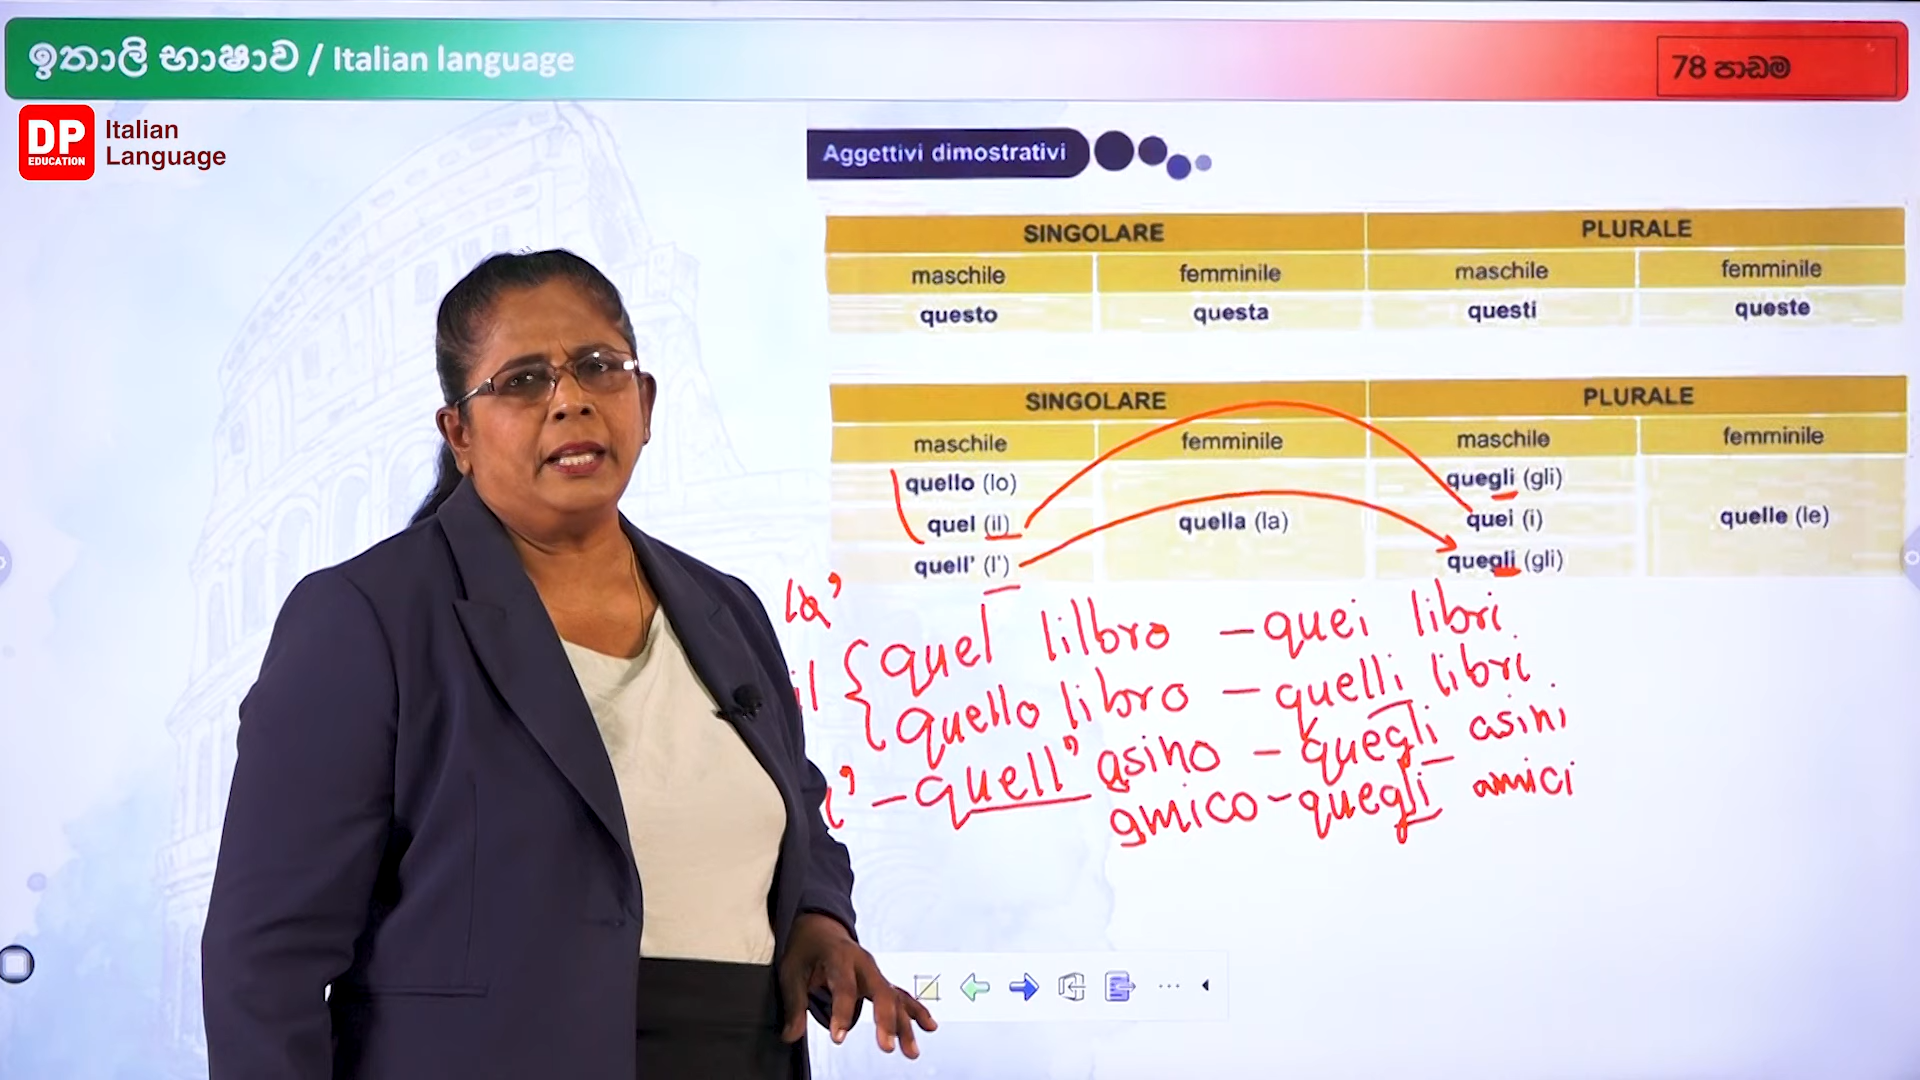 ඉතාලි භාෂාව / Italian language
78 පාඩම
DP
EDUCATION
Italian
Language
Aggettivi dimostrativi
SINGOLARE PLURALE
maschile femminile maschile femminile
questo questa questi queste
SINGOLARE PLURALE
maschile femminile maschile femminile
quello (lo) quegli (gli)
quel (il) quella (la) quei (i) quelle (le)
quell' (l') quegli (gli)
il { quel lilbro – quei libri
quello libro – quelli libri
– quell' asino – quegli asini
amico – quegli amici